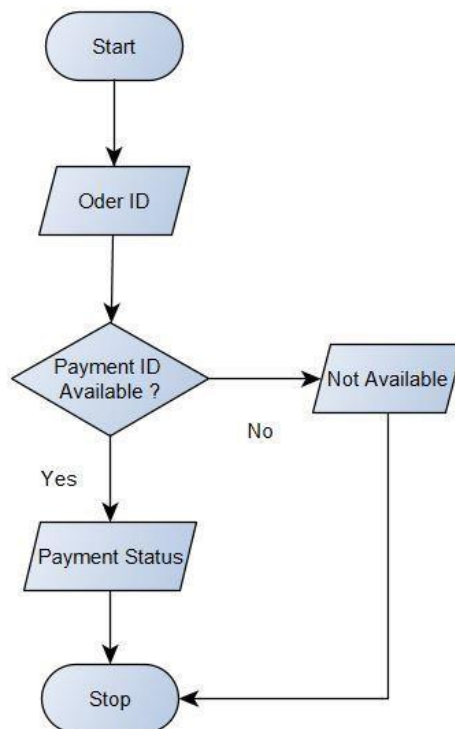 Start
Oder ID
Payment ID
Available ?
Not Available
No
Yes
Payment Status
Stop